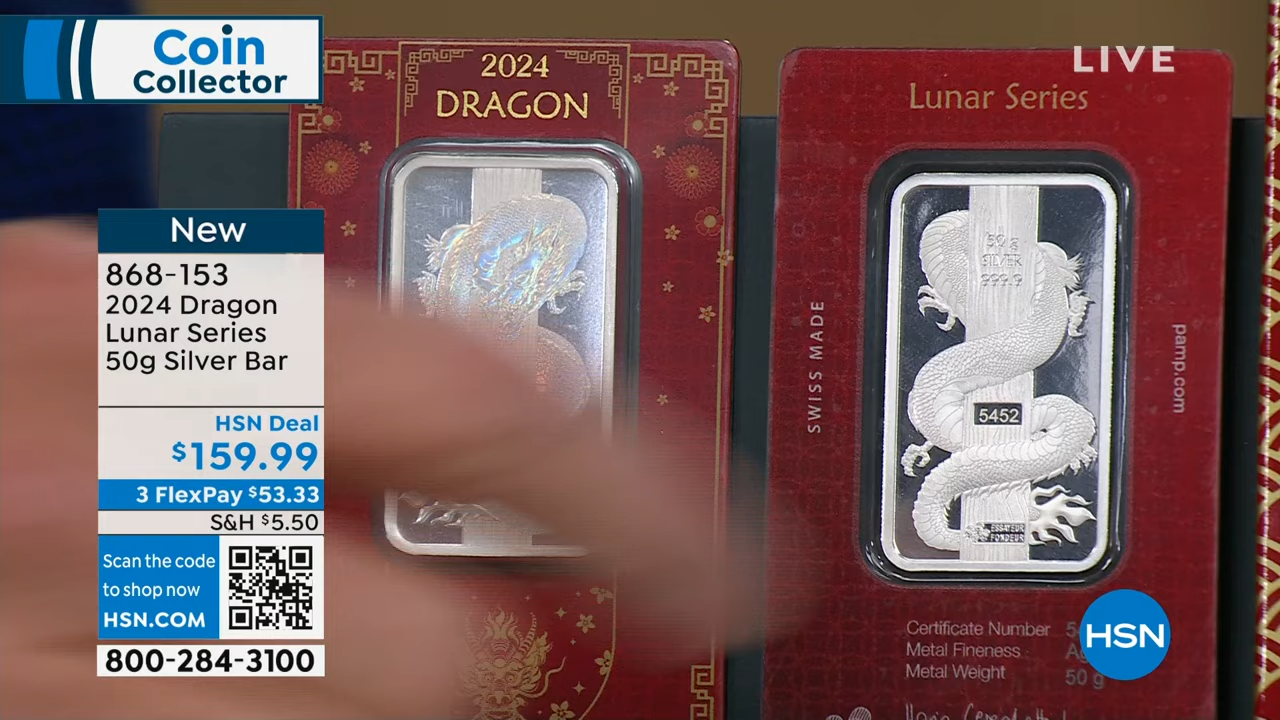 Coin
Collector
LIVE
New
868-153
2024 Dragon
Lunar Series
50g Silver Bar
HSN Deal
$159.99
3 FlexPay $53.33
S&H $5.50
Scan the code
to shop now
HSN.COM
800-284-3100
2024
DRAGON
Lunar Series
50 g
SILVER
999.9
5452
ESSAYEUR
FONDEUR
SWISS MADE
pamp.com
Certificate Number
Metal Fineness
Metal Weight 50 g
HSN